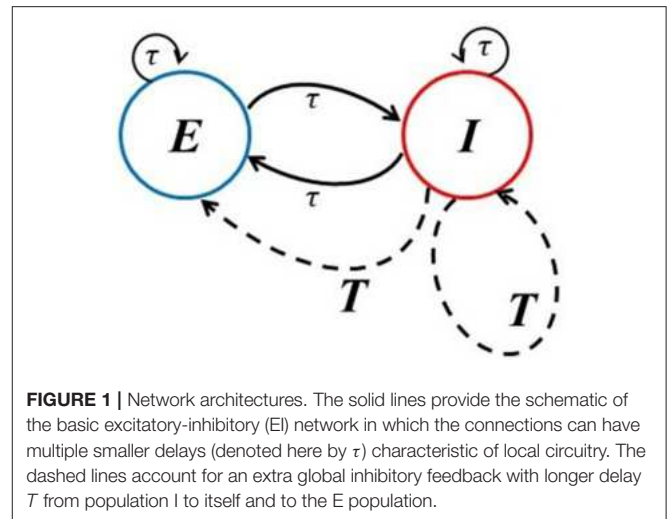 τ
τ
τ
E
I
τ
T
T
FIGURE 1 | Network architectures. The solid lines provide the schematic of
the basic excitatory-inhibitory (EI) network in which the connections can have
multiple smaller delays (denoted here by τ) characteristic of local circuitry. The
dashed lines account for an extra global inhibitory feedback with longer delay
T from population I to itself and to the E population.